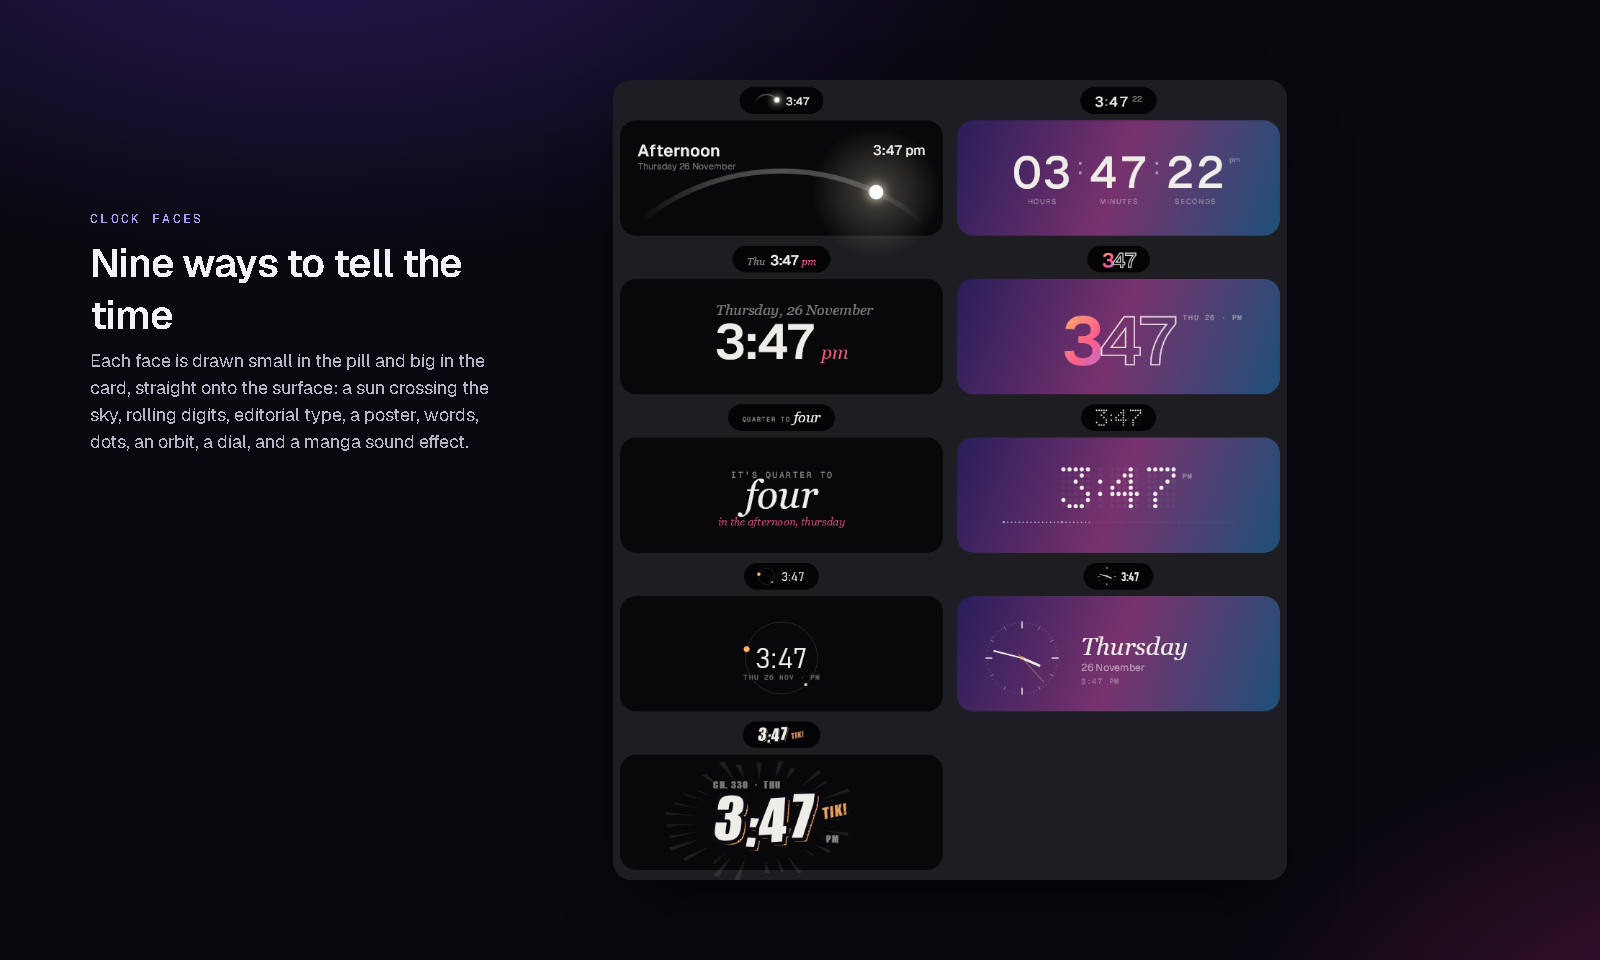 CLOCK FACES
Nine ways to tell the
time
Each face is drawn small in the pill and big in the
card, straight onto the surface: a sun crossing the
sky, rolling digits, editorial type, a poster, words,
dots, an orbit, a dial, and a manga sound effect.
3:47
Afternoon
3:47 pm
Thursday 26 November
3:47 22
03:47:22 pm
HOURS MINUTES SECONDS
Thu 3:47 pm
Thursday, 26 November
3:47 pm
347
347 THU 26 · PM
QUARTER TO four
IT'S QUARTER TO
four
in the afternoon, thursday
3:47
3:47 PM
3:47
3:47
THU 26 NOV · PM
3:47
Thursday
26 November
3:47 PM
3:47 TIK!
CH. 330 · THU
3:47 TIK!
PM